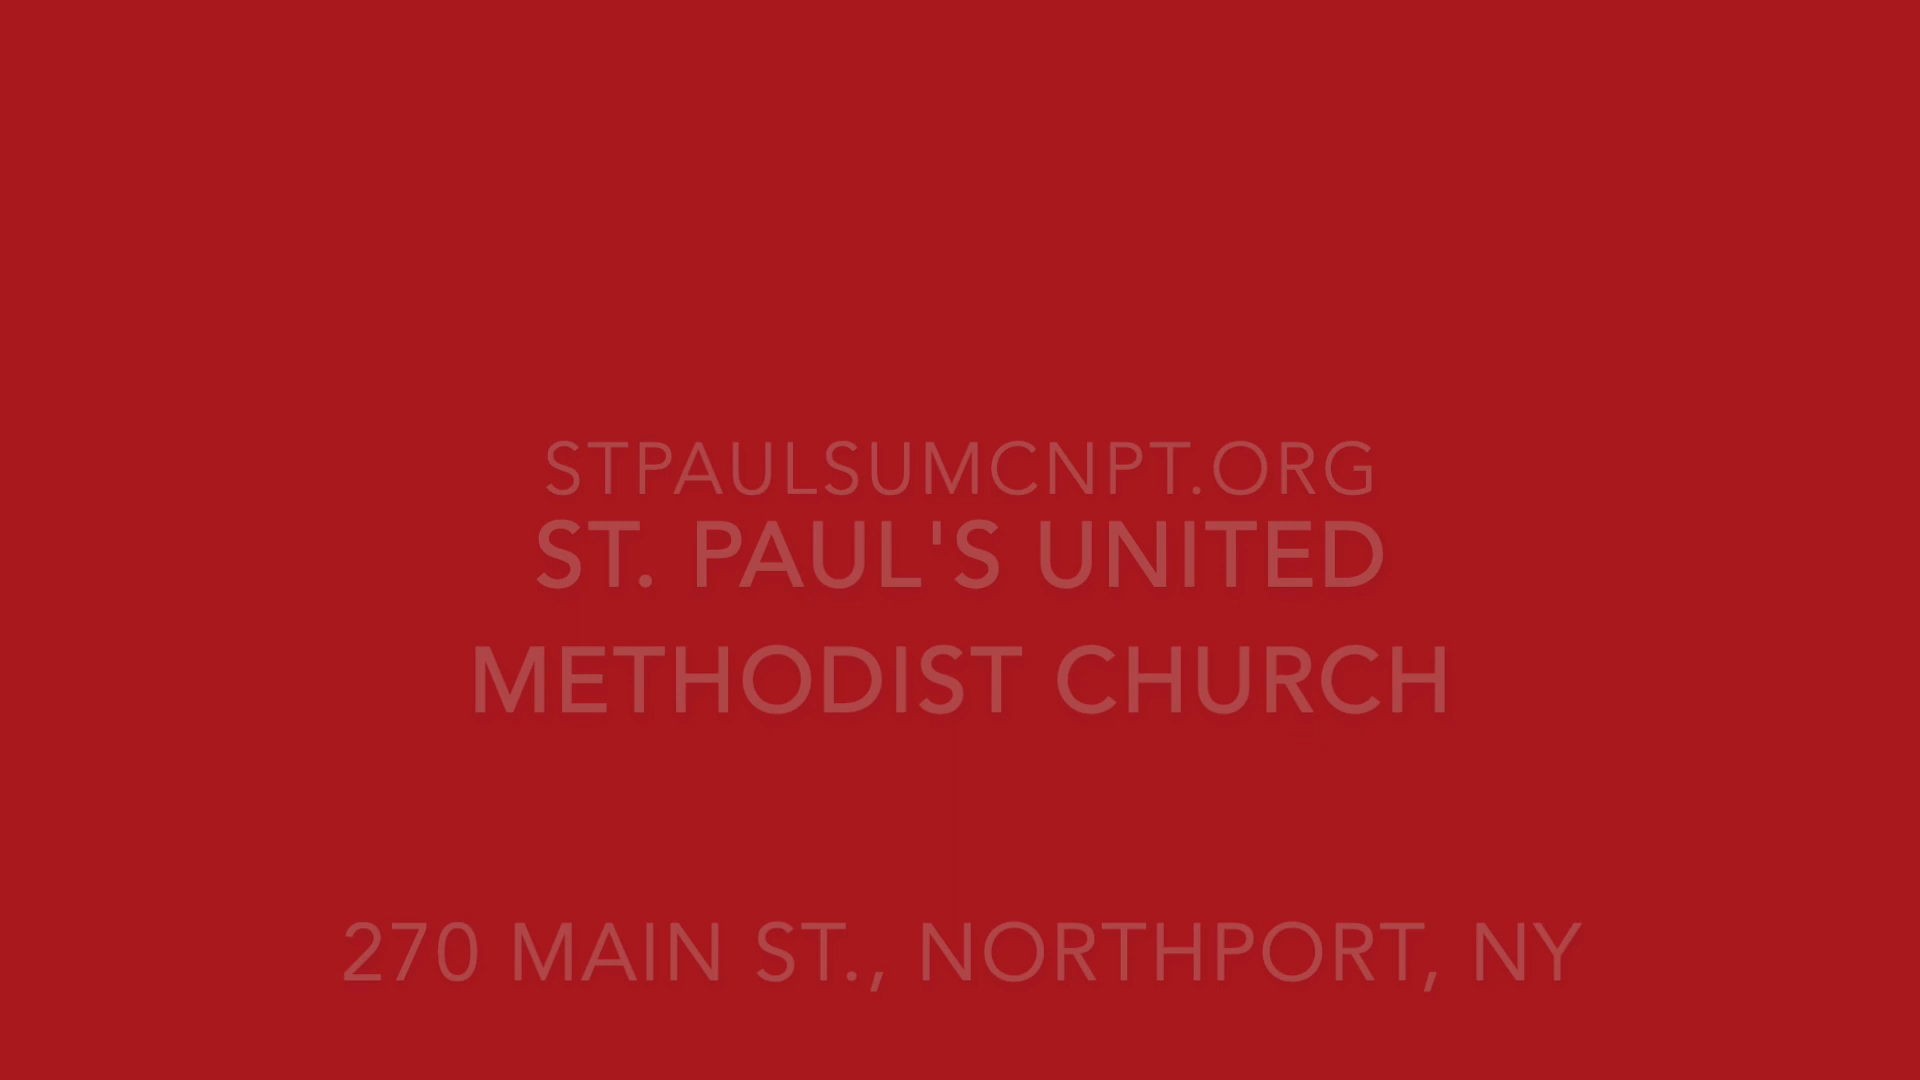 STPAULSUMCNPT.ORG
ST. PAUL'S UNITED
METHODIST CHURCH
270 MAIN ST., NORTHPORT, NY